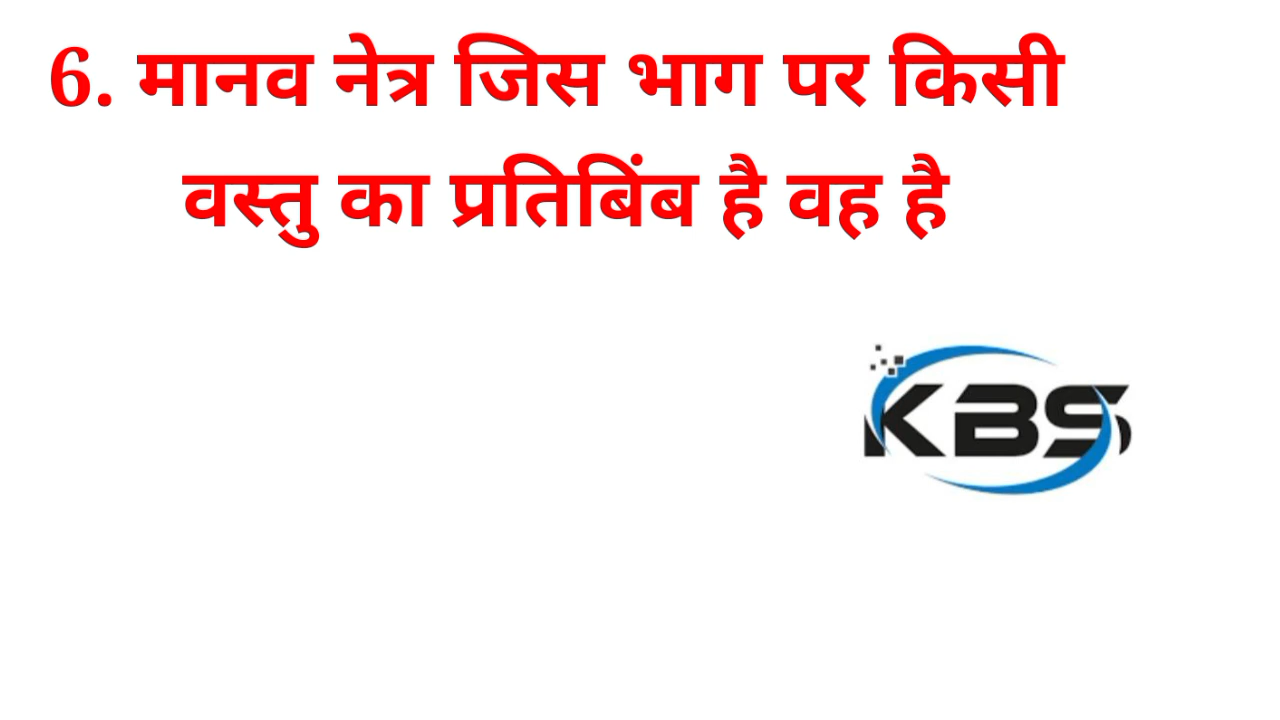 6. मानव नेत्र जिस भाग पर किसी
वस्तु का प्रतिबिंब है वह है
KBS